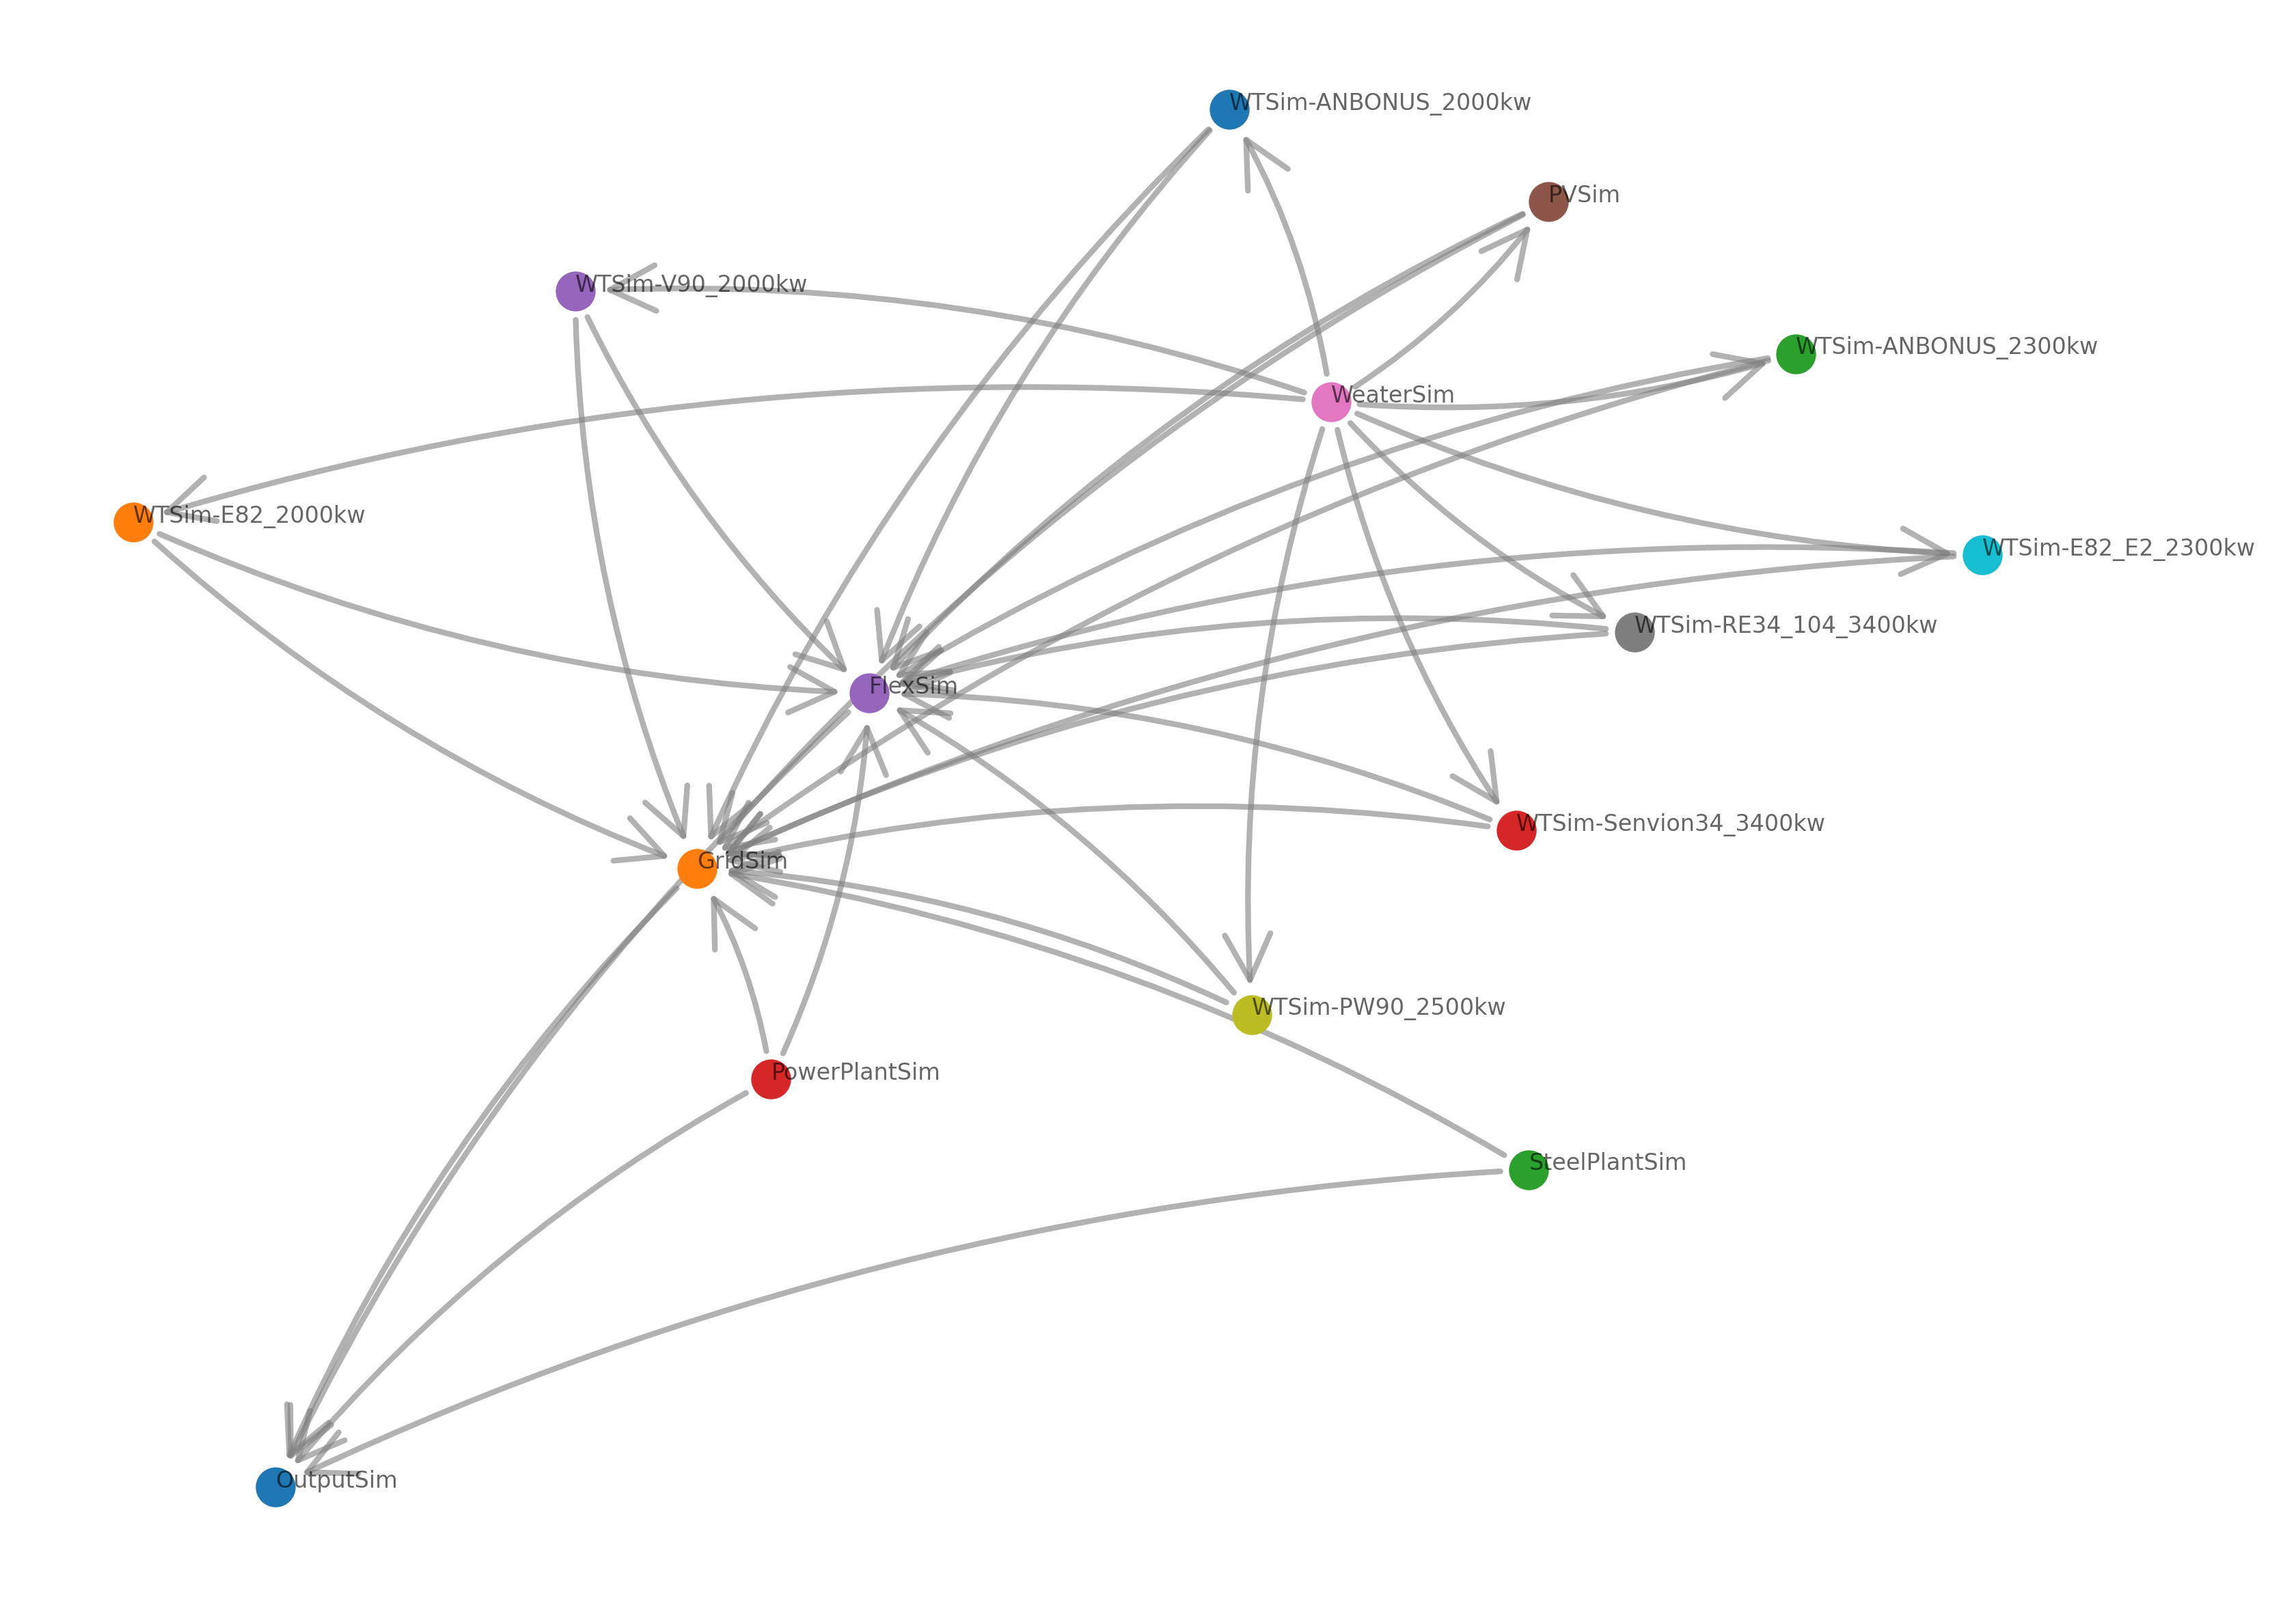 WTSim-ANBONUS_2000kw
PVSim
WTSim-V90_2000kw
WTSim-ANBONUS_2300kw
WeaterSim
WTSim-E82_2000kw
WTSim-E82_E2_2300kw
WTSim-RE34_104_3400kw
FlexSim
WTSim-Senvion34_3400kw
GridSim
WTSim-PW90_2500kw
PowerPlantSim
SteelPlantSim
OutputSim